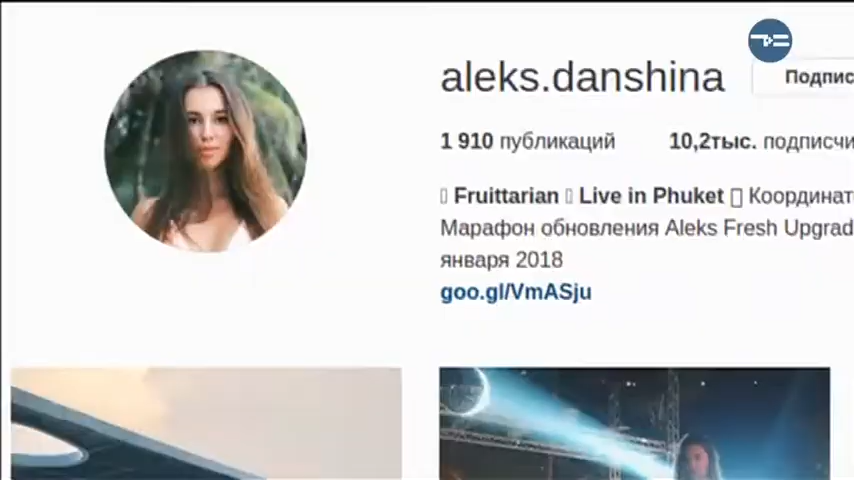 aleks.danshina
Подпис
1 910 публикаций 10,2тыс. подписчи
Fruittarian Live in Phuket Координат
Марафон обновления Aleks Fresh Upgrad
января 2018
goo.gl/VmASju